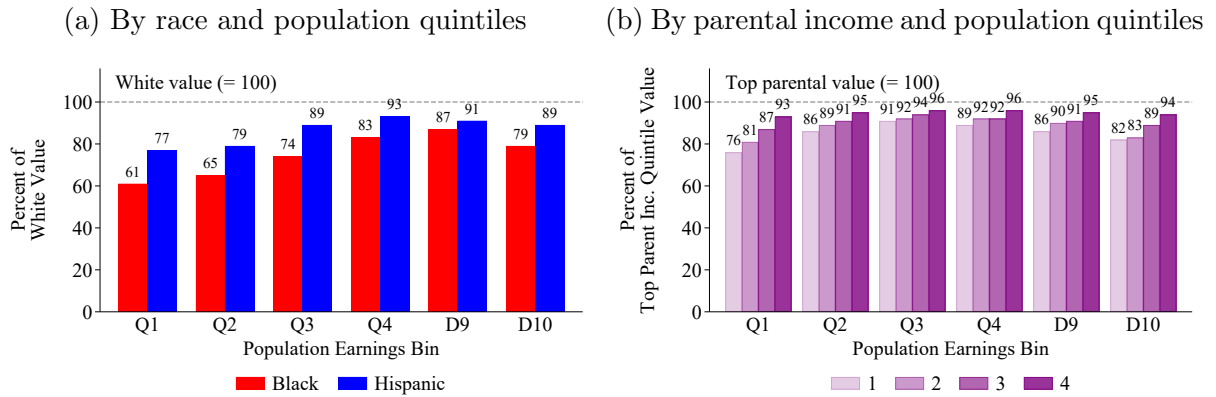 (a) By race and population quintiles
White value (= 100)
100
80
60
40
20
0
Percent of
White Value
61 77 65 79 74 89 83 93 87 91 79 89
Q1 Q2 Q3 Q4 D9 D10
Population Earnings Bin
Black Hispanic
(b) By parental income and population quintiles
Top parental value (= 100)
100
80
60
40
20
0
Percent of
Top Parent Inc. Quintile Value
76 81 87 93 86 89 91 95 91 92 94 96 89 92 92 96 86 90 91 95 82 83 89 94
Q1 Q2 Q3 Q4 D9 D10
Population Earnings Bin
1 2 3 4